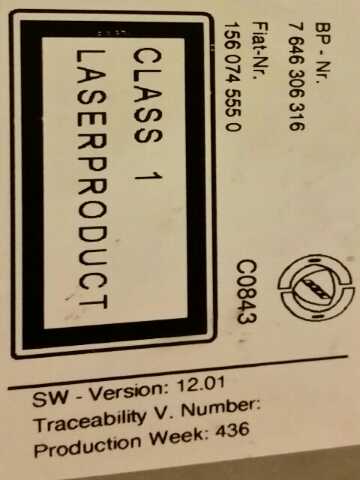 BP - Nr.
7 646 306 316
Fiat-Nr.
156 074 555 0
CLASS 1
LASERPRODUCT
C0843
SW - Version: 12.01
Traceability V. Number:
Production Week: 436